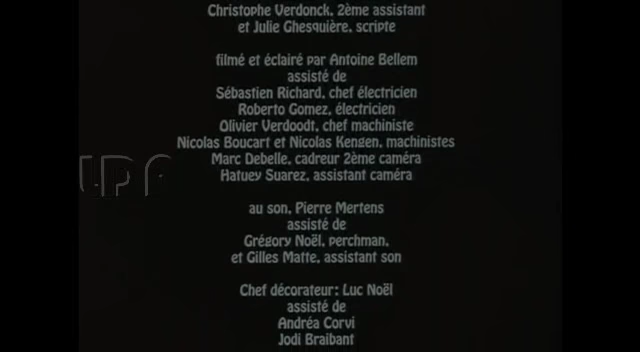 Christophe Verdonck, 2ème assistant
et Julie Ghesquière, scripte
filmé et éclairé par Antoine Bellem
assisté de
Sébastien Richard, chef électricien
Roberto Gomez, électricien
Olivier Verdoodt, chef machiniste
Nicolas Boucart et Nicolas Kengen, machinistes
Marc Debelle, cadreur 2ème caméra
Hatuey Suarez, assistant caméra
au son, Pierre Mertens
assisté de
Grégory Noël, perchman,
et Gilles Matte, assistant son
Chef décorateur: Luc Noël
assisté de
Andréa Corvi
Jodi Braibant